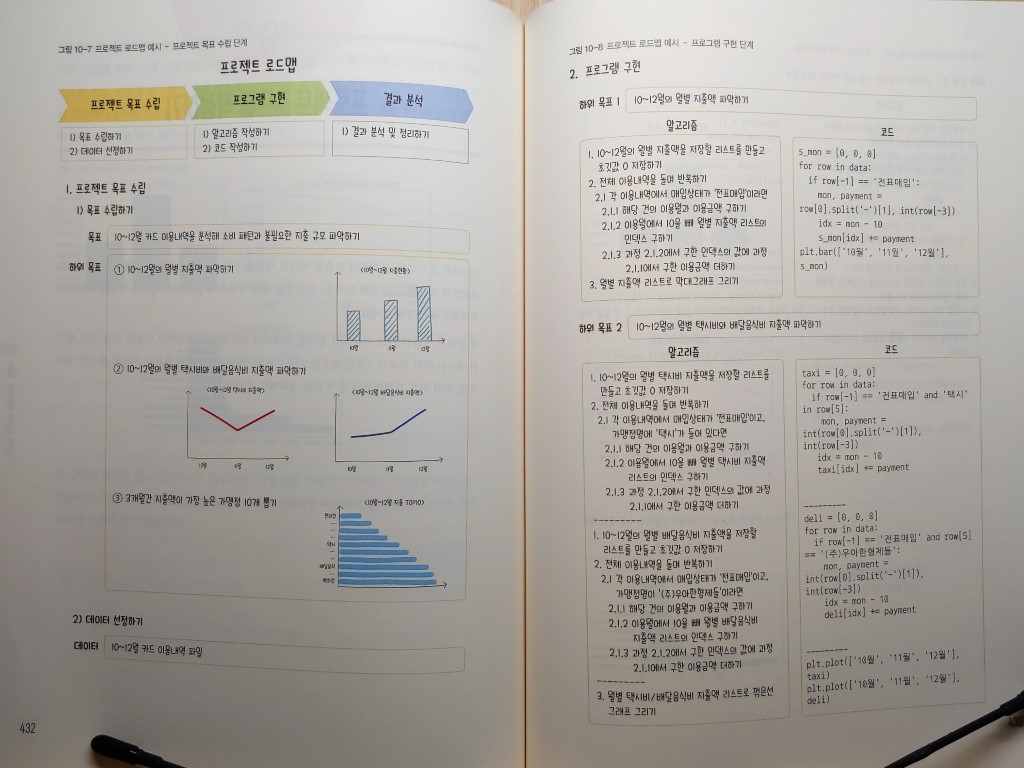 그림 10-7 프로젝트 로드맵 예시 - 프로젝트 목표 수립 단계
프로젝트 로드맵
프로젝트 목표 수립
프로그램 구현
결과 분석
1) 목표 수립하기
2) 데이터 선정하기
1) 알고리즘 작성하기
2) 코드 작성하기
1) 결과 분석 및 정리하기
1. 프로젝트 목표 수립
1) 목표 수립하기
목표
10~12월 카드 이용내역을 분석해 소비 패턴과 불필요한 지출 규모 파악하기
하위 목표
① 10~12월의 월별 지출액 파악하기
<10월~12월 지출현황>
10월 11월 12월
② 10~12월의 월별 택시비와 배달음식비 지출액 파악하기
<10월~12월 택시비 지출액>
10월 11월 12월
<10월~12월 배달음식비 지출액>
10월 11월 12월
③ 3개월간 지출액이 가장 높은 가맹점 10개 뽑기
<10월~12월 지출 TOP10>
편의점
...
택시
...
배달음식
...
2) 데이터 선정하기
데이터
10~12월 카드 이용내역 파일
432
그림 10-8 프로젝트 로드맵 예시 - 프로그램 구현 단계
2. 프로그램 구현
하위 목표 1
10~12월의 월별 지출액 파악하기
알고리즘
1. 10~12월의 월별 지출액을 저장할 리스트를 만들고
초깃값 0 저장하기
2. 전체 이용내역을 돌며 반복하기
2.1 각 이용내역에서 매입상태가 '전표매입'이라면
2.1.1 해당 건의 이용월과 이용금액 구하기
2.1.2 이용월에서 10을 빼 월별 지출액 리스트의
인덱스 구하기
2.1.3 과정 2.1.2에서 구한 인덱스의 값에 과정
2.1.1에서 구한 이용금액 더하기
3. 월별 지출액 리스트로 막대그래프 그리기
코드
s_mon = [0, 0, 0]
for row in data:
if row[-1] == '전표매입':
mon, payment =
row[0].split('-')[1], int(row[-3])
idx = mon - 10
s_mon[idx] += payment
plt.bar(['10월', '11월', '12월'],
s_mon)
하위 목표 2
10~12월의 월별 택시비와 배달음식비 지출액 파악하기
알고리즘
1. 10~12월의 월별 택시비 지출액을 저장할 리스트를
만들고 초깃값 0 저장하기
2. 전체 이용내역을 돌며 반복하기
2.1 각 이용내역에서 매입상태가 '전표매입'이고,
가맹점명에 '택시'가 들어 있다면
2.1.1 해당 건의 이용월과 이용금액 구하기
2.1.2 이용월에서 10을 빼 월별 택시비 지출액
리스트의 인덱스 구하기
2.1.3 과정 2.1.2에서 구한 인덱스의 값에 과정
2.1.1에서 구한 이용금액 더하기
----------
1. 10~12월의 월별 배달음식비 지출액을 저장할
리스트를 만들고 초깃값 0 저장하기
2. 전체 이용내역을 돌며 반복하기
2.1 각 이용내역에서 매입상태가 '전표매입'이고,
가맹점명이 '(주)우아한형제들'이라면
2.1.1 해당 건의 이용월과 이용금액 구하기
2.1.2 이용월에서 10을 빼 월별 배달음식비
지출액 리스트의 인덱스 구하기
2.1.3 과정 2.1.2에서 구한 인덱스의 값에 과정
2.1.1에서 구한 이용금액 더하기
----------
3. 월별 택시비/배달음식비 지출액 리스트로 꺾은선
그래프 그리기
코드
taxi = [0, 0, 0]
for row in data:
if row[-1] == '전표매입' and '택시'
in row[5]:
mon, payment =
int(row[0].split('-')[1]),
int(row[-3])
idx = mon - 10
taxi[idx] += payment
----------
deli = [0, 0, 0]
for row in data:
if row[-1] == '전표매입' and row[5]
== '(주)우아한형제들':
mon, payment =
int(row[0].split('-')[1]),
int(row[-3])
idx = mon - 10
deli[idx] += payment
----------
plt.plot(['10월', '11월', '12월'],
taxi)
plt.plot(['10월', '11월', '12월'],
deli)